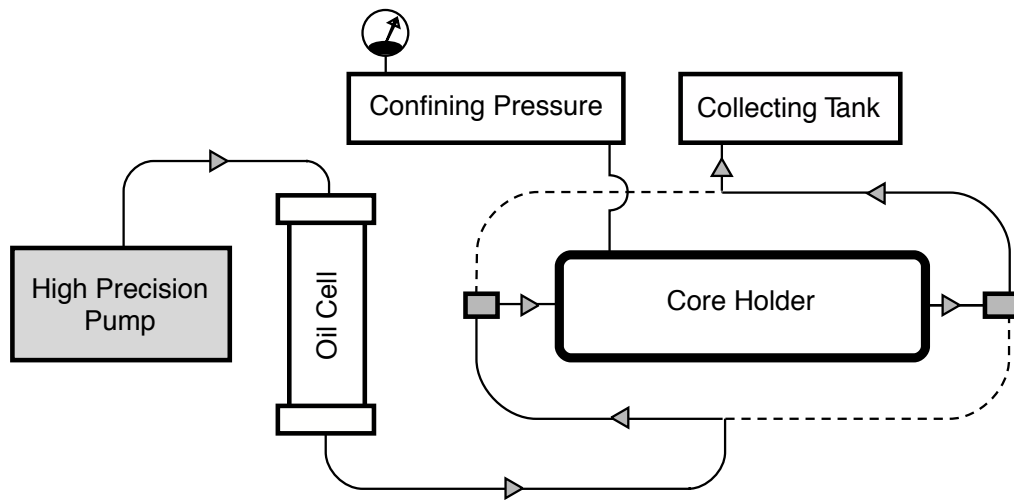 Confining Pressure
Collecting Tank
High Precision
Pump
Oil Cell
Core Holder